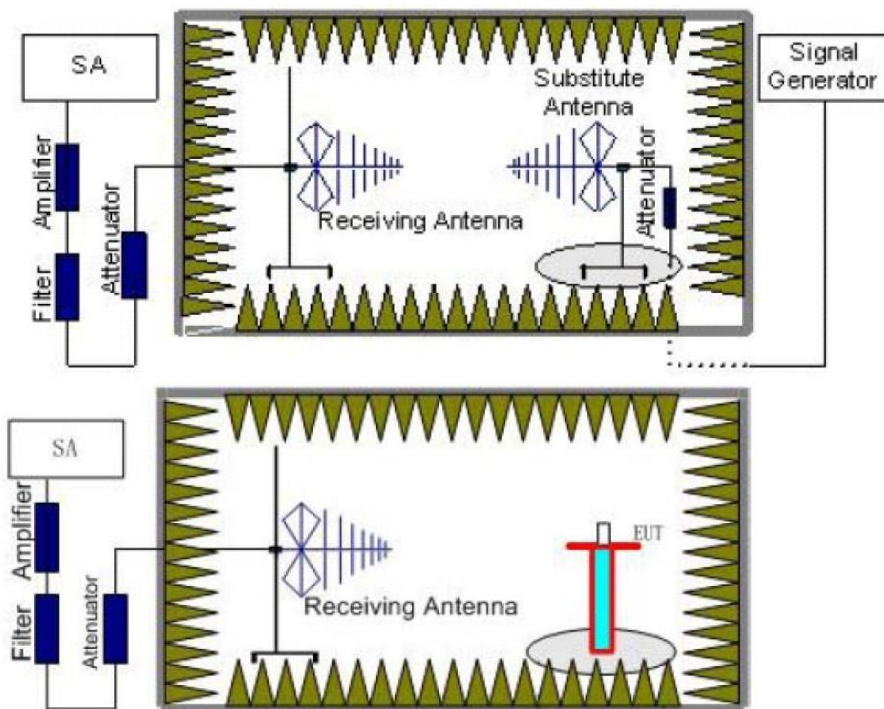 SA
Amplifier
Filter
Attenuator
Receiving Antenna
Substitute
Antenna
Attenuator
Signal
Generator
SA
Amplifier
Filter
Attenuator
Receiving Antenna
EUT